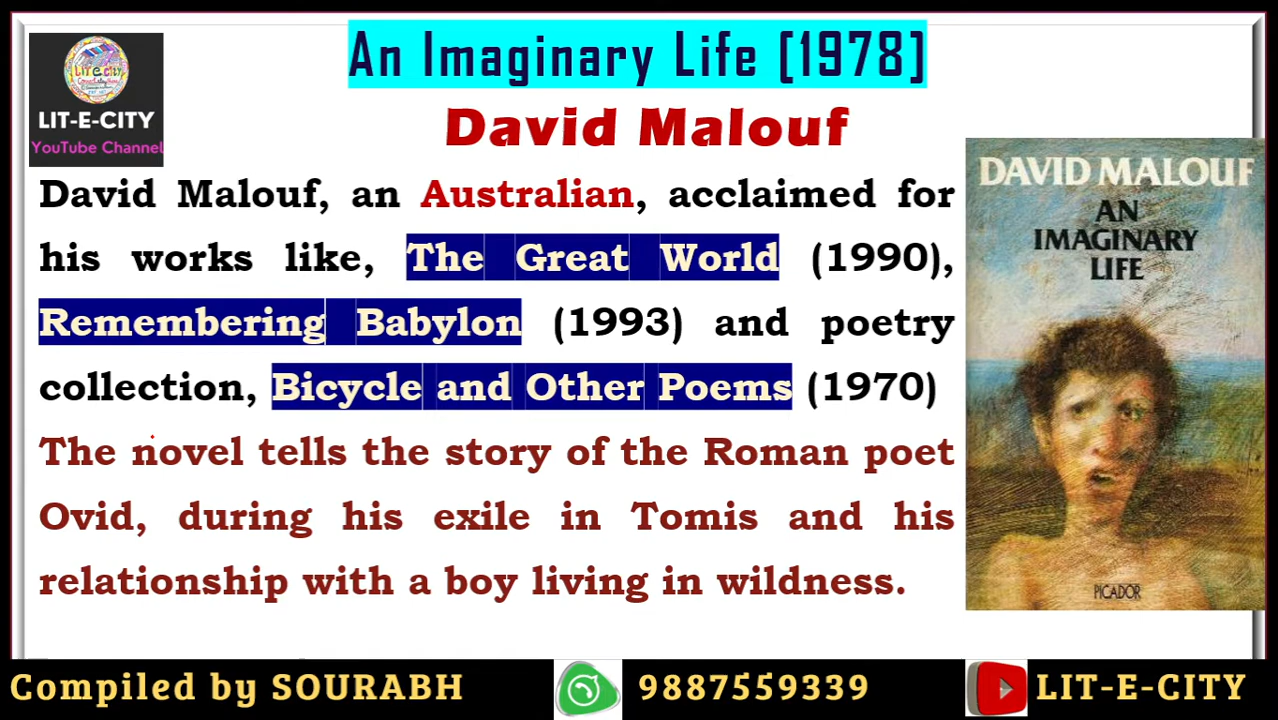 An Imaginary Life [1978]
LIT-E-CITY
YouTube Channel
David Malouf
David Malouf, an Australian, acclaimed for
his works like, The Great World (1990),
Remembering Babylon (1993) and poetry
collection, Bicycle and Other Poems (1970)
The novel tells the story of the Roman poet
Ovid, during his exile in Tomis and his
relationship with a boy living in wildness.
DAVID MALOUF
AN
IMAGINARY
LIFE
PICADOR
Compiled by SOURABH
9887559339
LIT-E-CITY